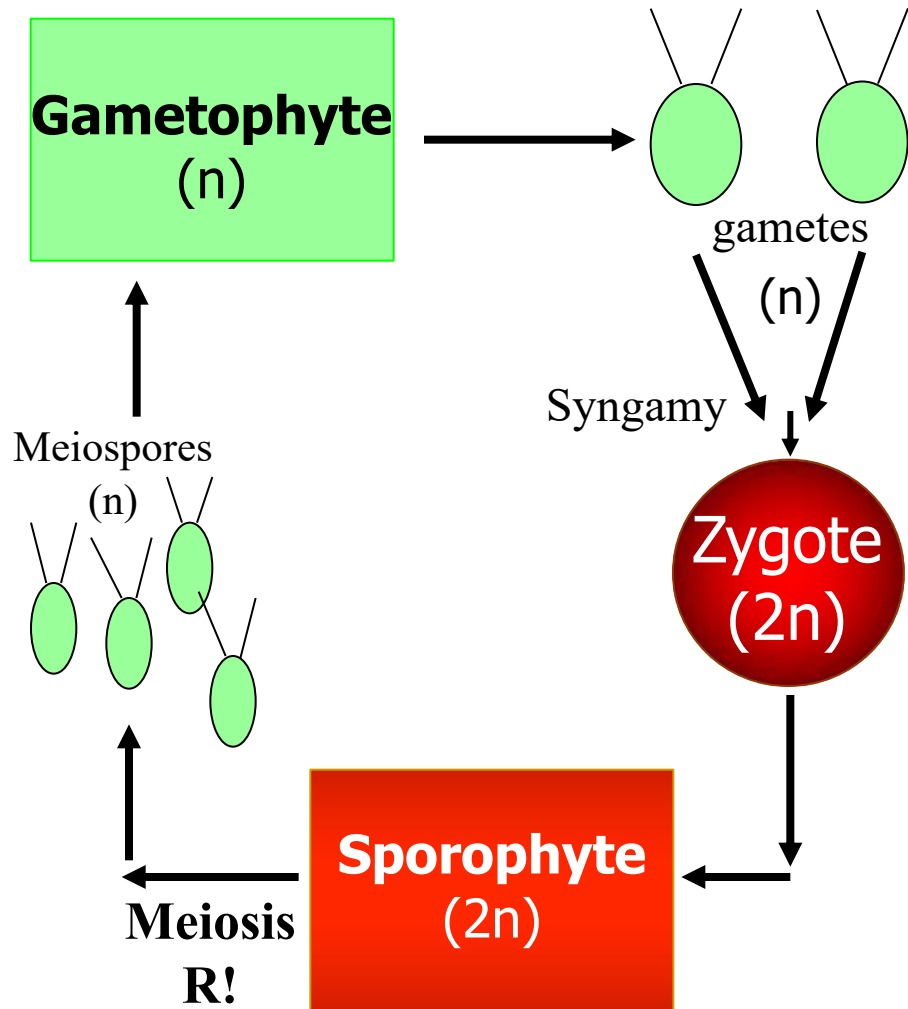 Gametophyte
(n)
gametes
(n)
Syngamy
Zygote
(2n)
Sporophyte
(2n)
Meiosis
R!
Meiospores
(n)